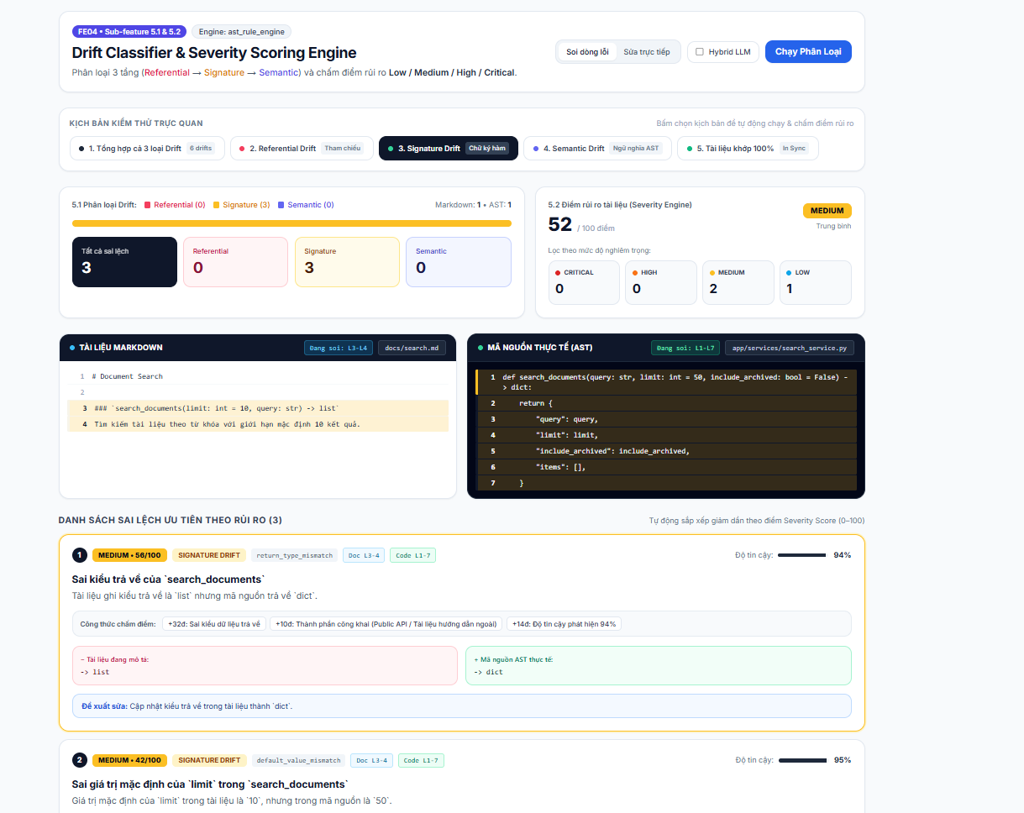 FE04 • Sub-feature 5.1 & 5.2 Engine: ast_rule_engine
Drift Classifier & Severity Scoring Engine
Phân loại 3 tầng (Referential → Signature → Semantic) và chấm điểm rủi ro Low / Medium / High / Critical.
Soi dòng lỗi Sửa trực tiếp Hybrid LLM Chạy Phân Loại
KỊCH BẢN KIỂM THỬ TRỰC QUAN
Bấm chọn kịch bản để tự động chạy & chấm điểm rủi ro
1. Tổng hợp cả 3 loại Drift 6 drifts
2. Referential Drift Tham chiếu
3. Signature Drift Chữ ký hàm
4. Semantic Drift Ngữ nghĩa AST
5. Tài liệu khớp 100% In Sync
5.1 Phân loại Drift: Referential (0) Signature (3) Semantic (0) Markdown: 1 • AST: 1
Tất cả sai lệch
3
Referential
0
Signature
3
Semantic
0
5.2 Điểm rủi ro tài liệu (Severity Engine)
52 / 100 điểm
MEDIUM
Trung bình
Lọc theo mức độ nghiêm trọng:
CRITICAL
0
HIGH
0
MEDIUM
2
LOW
1
TÀI LIỆU MARKDOWN Đang soi: L3-L4 docs/search.md
1 # Document Search
2
3 ### `search_documents(limit: int = 10, query: str) -> list`
4 Tìm kiếm tài liệu theo từ khóa với giới hạn mặc định 10 kết quả.
MÃ NGUỒN THỰC TẾ (AST) Đang soi: L1-L7 app/services/search_service.py
1 def search_documents(query: str, limit: int = 50, include_archived: bool = False) -
> dict:
2 return {
3 "query": query,
4 "limit": limit,
5 "include_archived": include_archived,
6 "items": [],
7 }
DANH SÁCH SAI LỆCH ƯU TIÊN THEO RỦI RO (3)
Tự động sắp xếp giảm dần theo điểm Severity Score (0–100)
1 MEDIUM • 56/100 SIGNATURE DRIFT return_type_mismatch Doc L3-4 Code L1-7 Độ tin cậy: 94%
Sai kiểu trả về của `search_documents`
Tài liệu ghi kiểu trả về là `list` nhưng mã nguồn trả về `dict`.
Công thức chấm điểm: +32đ: Sai kiểu dữ liệu trả về +10đ: Thành phần công khai (Public API / Tài liệu hướng dẫn ngoài) +14đ: Độ tin cậy phát hiện 94%
- Tài liệu đang mô tả:
-> list
+ Mã nguồn AST thực tế:
-> dict
Đề xuất sửa: Cập nhật kiểu trả về trong tài liệu thành `dict`.
2 MEDIUM • 42/100 SIGNATURE DRIFT default_value_mismatch Doc L3-4 Code L1-7 Độ tin cậy: 95%
Sai giá trị mặc định của `limit` trong `search_documents`
Giá trị mặc định của `limit` trong tài liệu là `10`, nhưng trong mã nguồn là `50`.